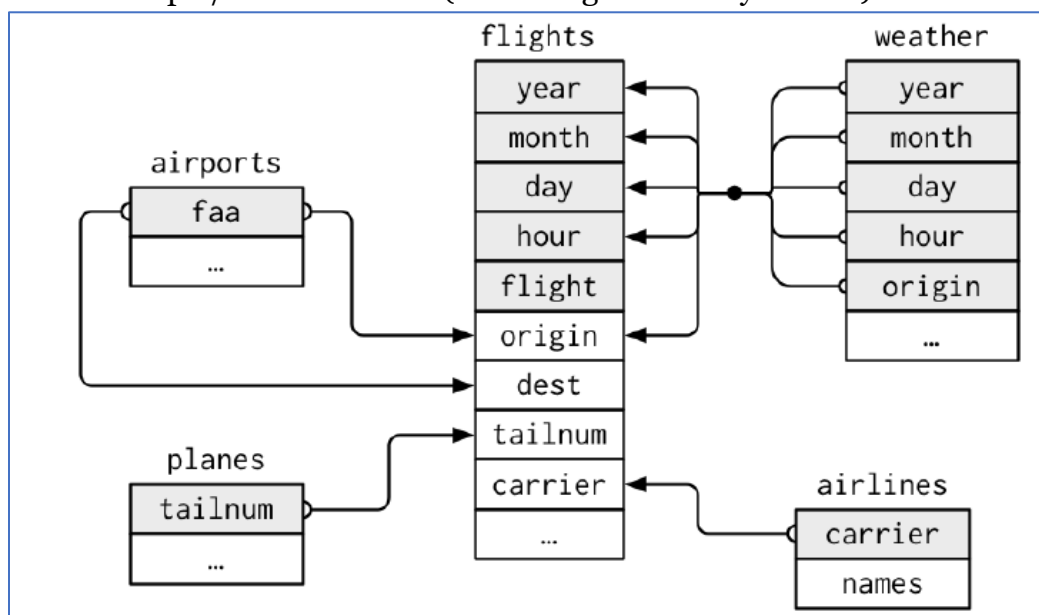 flights
year
month
day
hour
flight
origin
dest
tailnum
carrier
…
weather
year
month
day
hour
origin
…
airports
faa
…
planes
tailnum
…
airlines
carrier
names